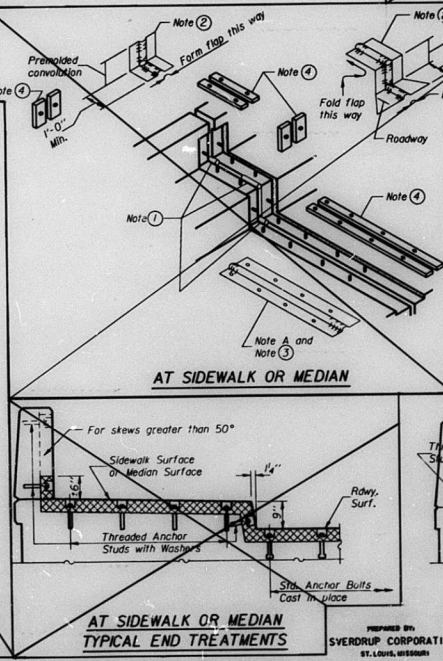 Note ②
Form flap this way
Premolded
convolution
Note ④
1'-0"
Min.
Note ④
Fold flap
this way
Roadway
Note ①
Note ④
Note A and
Note ③
AT SIDEWALK OR MEDIAN
For skews greater than 50°
Sidewalk Surface
or Median Surface
6"
1¼"
9"
Rdwy.
Surf.
Threaded Anchor
Studs with Washers
Std. Anchor Bolts
Cast in place
AT SIDEWALK OR MEDIAN
TYPICAL END TREATMENTS
PREPARED BY:
SVERDRUP CORPORATI
ST. LOUIS, MISSOURI